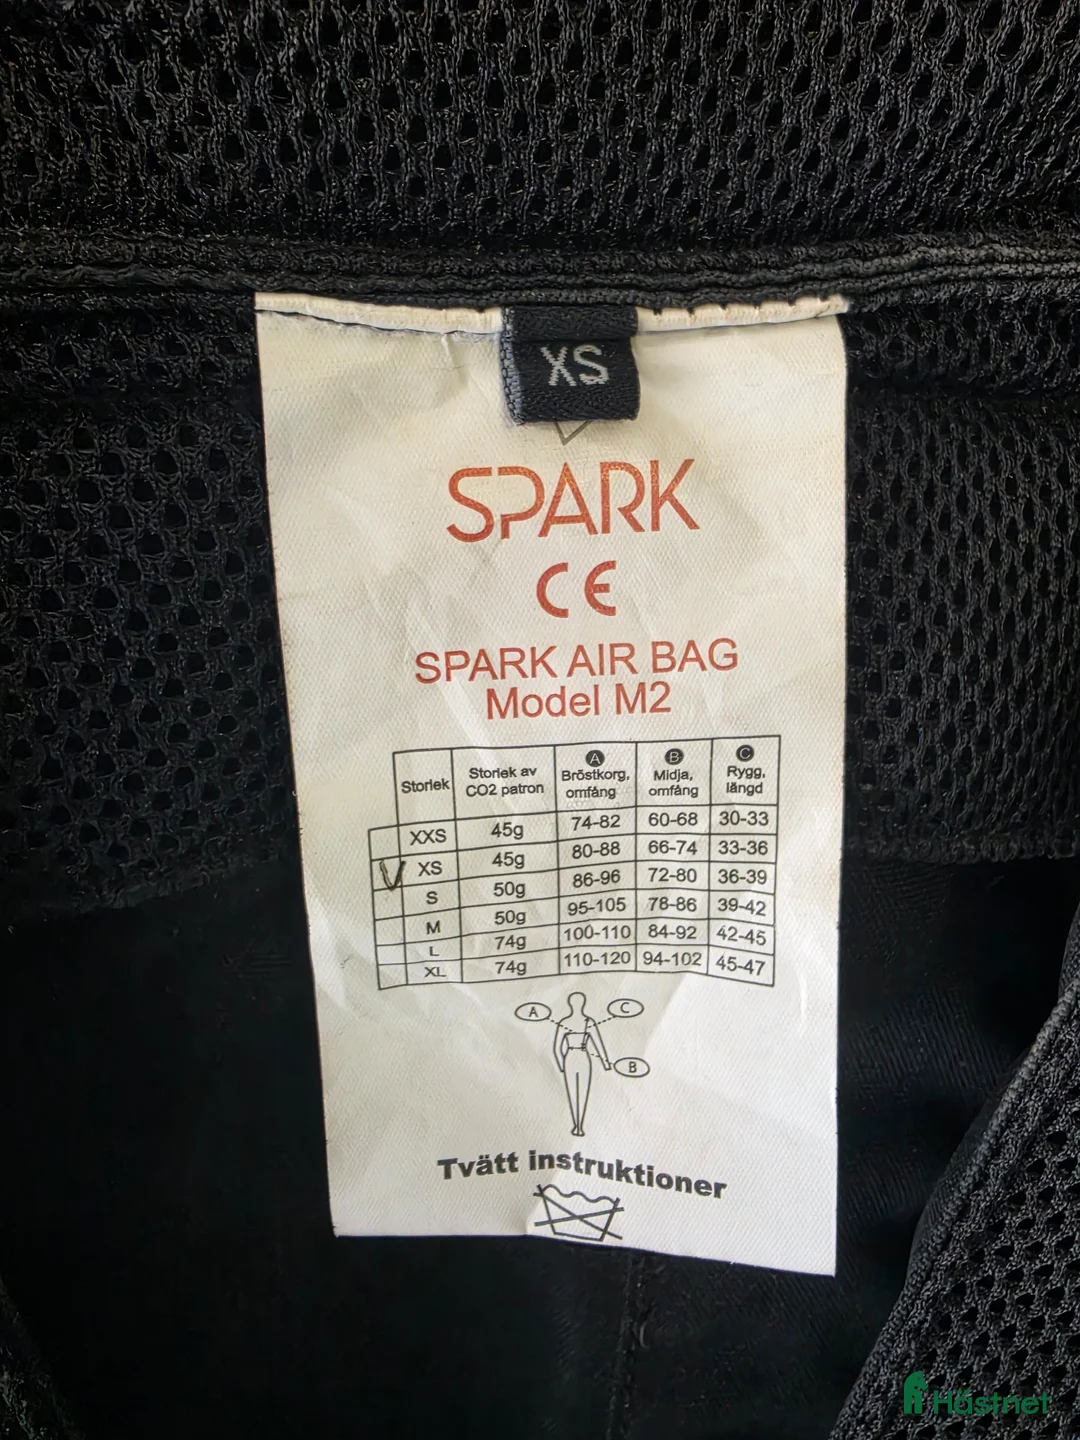 XS
SPARK
CE
SPARK AIR BAG
Model M2
Storlek Storlek av CO2 patron A Bröstkorg, omfång B Midja, omfång C Rygg, längd
XXS 45g 74-82 60-68 30-33
V XS 45g 80-88 66-74 33-36
S 50g 86-96 72-80 36-39
M 50g 95-105 78-86 39-42
L 74g 100-110 84-92 42-45
XL 74g 110-120 94-102 45-47
A C
B
Tvätt instruktioner
Hästnet